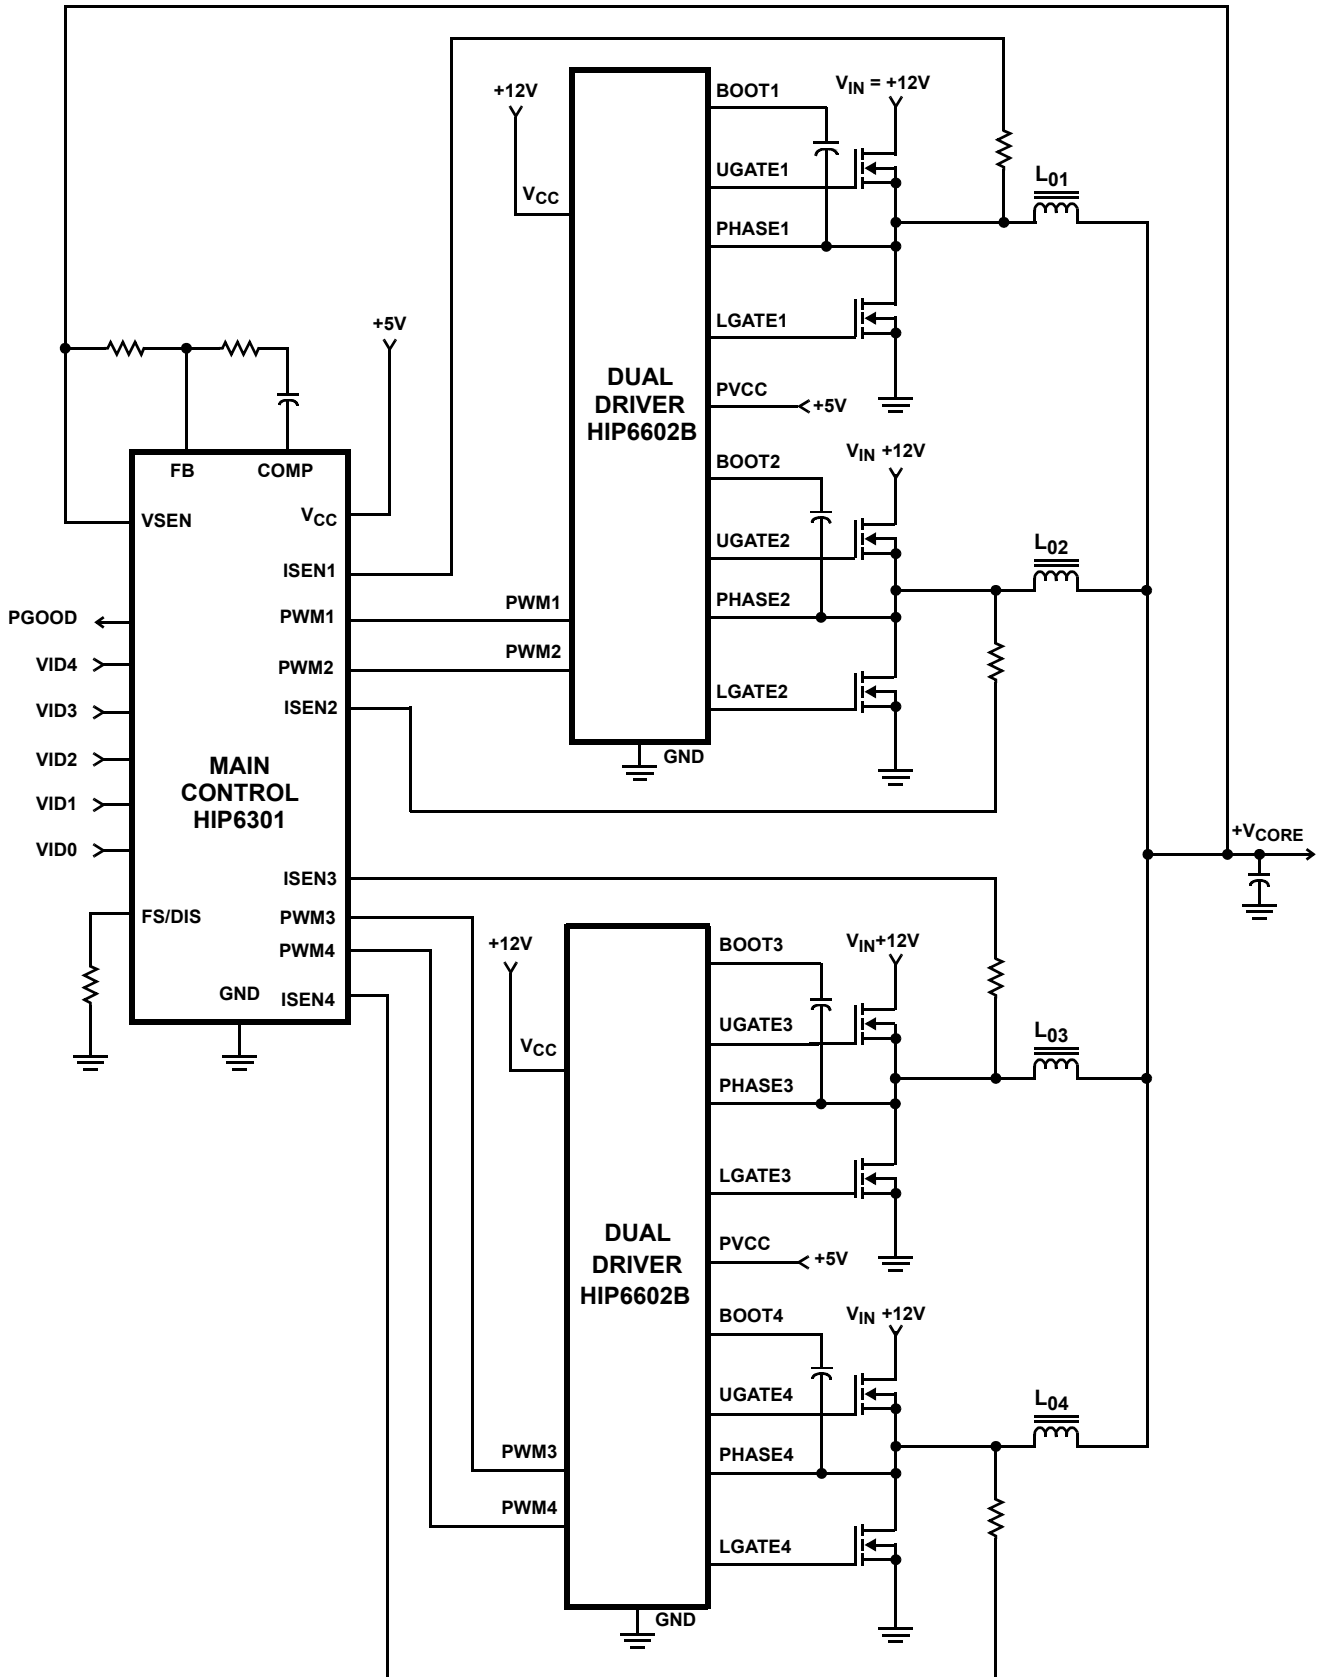 +12V
BOOT1
VIN = +12V
UGATE1
L01
VCC
PHASE1
+5V
LGATE1
DUAL
DRIVER
HIP6602B
PVCC
+5V
FB
COMP
BOOT2
VIN +12V
VSEN
VCC
UGATE2
L02
ISEN1
PGOOD
PWM1
PWM1
PHASE2
VID4
PWM2
PWM2
LGATE2
VID3
ISEN2
VID2
GND
MAIN
CONTROL
HIP6301
VID1
VID0
+VCORE
ISEN3
FS/DIS
PWM3
PWM4
GND
ISEN4
+12V
BOOT3
VIN+12V
UGATE3
L03
VCC
PHASE3
LGATE3
DUAL
DRIVER
HIP6602B
PVCC
+5V
BOOT4
VIN +12V
UGATE4
L04
PWM3
PHASE4
PWM4
LGATE4
GND